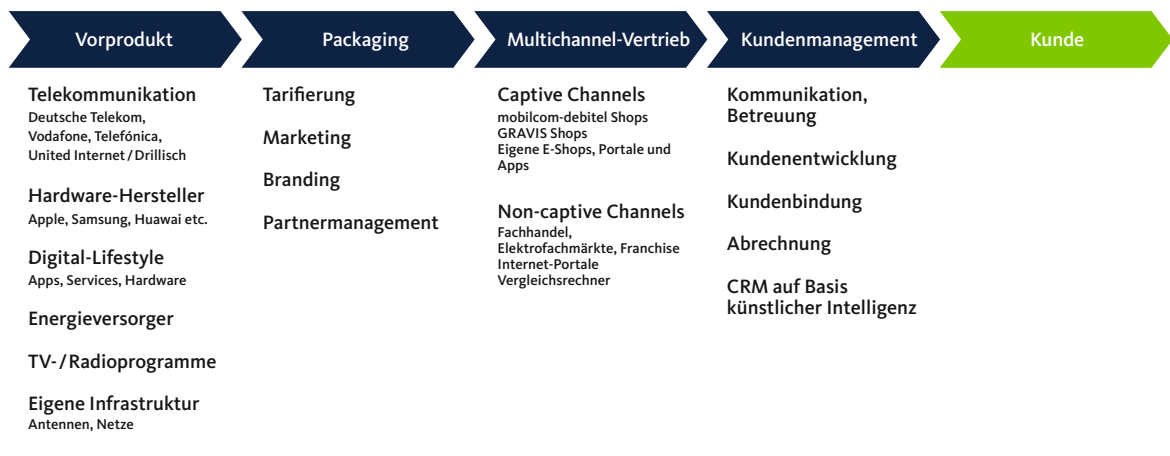 Vorprodukt
Packaging
Multichannel-Vertrieb
Kundenmanagement
Kunde
Telekommunikation
Deutsche Telekom,
Vodafone, Telefónica,
United Internet / Drillisch
Hardware-Hersteller
Apple, Samsung, Huawai etc.
Digital-Lifestyle
Apps, Services, Hardware
Energieversorger
TV- / Radioprogramme
Eigene Infrastruktur
Antennen, Netze
Tarifierung
Marketing
Branding
Partnermanagement
Captive Channels
mobilcom-debitel Shops
GRAVIS Shops
Eigene E-Shops, Portale und
Apps
Non-captive Channels
Fachhandel,
Elektrofachmärkte, Franchise
Internet-Portale
Vergleichsrechner
Kommunikation,
Betreuung
Kundenentwicklung
Kundenbindung
Abrechnung
CRM auf Basis
künstlicher Intelligenz